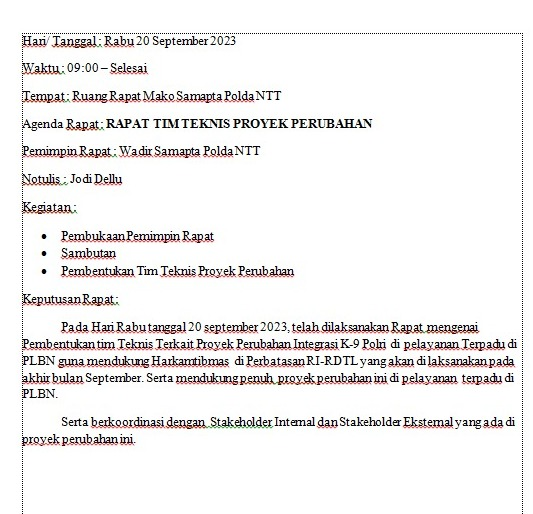 Hari/ Tanggal : Rabu 20 September 2023
Waktu : 09:00 – Selesai
Tempat : Ruang Rapat Mako Samapta Polda NTT
Agenda Rapat : RAPAT TIM TEKNIS PROYEK PERUBAHAN
Pemimpin Rapat : Wadir Samapta Polda NTT
Notulis : Jodi Dellu
Kegiatan :
• Pembukaan Pemimpin Rapat
• Sambutan
• Pembentukan Tim Teknis Proyek Perubahan
Keputusan Rapat :
Pada Hari Rabu tanggal 20 september 2023, telah dilaksanakan Rapat mengenai
Pembentukan tim Teknis Terkait Proyek Perubahan Integrasi K-9 Polri di pelayanan Terpadu di
PLBN guna mendukung Harkamtibmas di Perbatasan RI-RDTL yang akan di laksanakan pada
akhir bulan September. Serta mendukung penuh proyek perubahan ini di pelayanan terpadu di
PLBN.
Serta berkoordinasi dengan Stakeholder Internal dan Stakeholder Eksternal yang ada di
proyek perubahan ini.